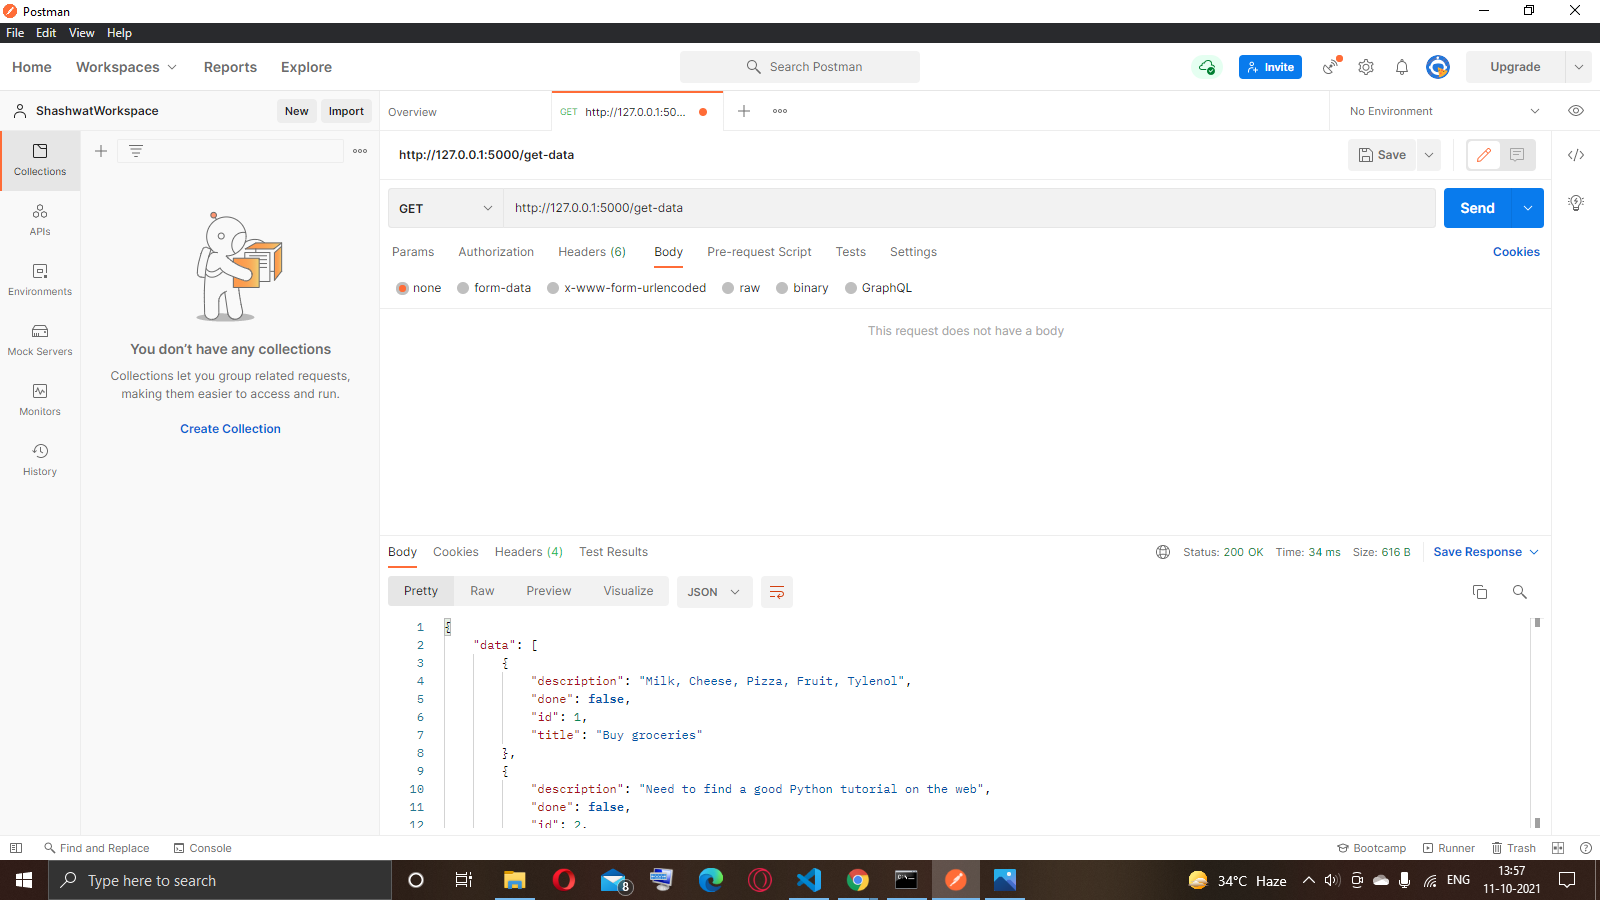 Postman
File Edit View Help
Home Workspaces Reports Explore
Search Postman
Invite
Upgrade
ShashwatWorkspace
New Import
Overview
GET http://127.0.0.1:50...
No Environment
Collections
APIs
Environments
Mock Servers
Monitors
History
You don't have any collections
Collections let you group related requests,
making them easier to access and run.
Create Collection
http://127.0.0.1:5000/get-data
Save
GET http://127.0.0.1:5000/get-data Send
Params Authorization Headers (6) Body Pre-request Script Tests Settings Cookies
none form-data x-www-form-urlencoded raw binary GraphQL
This request does not have a body
Body Cookies Headers (4) Test Results Status: 200 OK Time: 34 ms Size: 616 B Save Response
Pretty Raw Preview Visualize JSON
1 {
2 "data": [
3 {
4 "description": "Milk, Cheese, Pizza, Fruit, Tylenol",
5 "done": false,
6 "id": 1,
7 "title": "Buy groceries"
8 },
9 {
10 "description": "Need to find a good Python tutorial on the web",
11 "done": false,
12 "id": 2,
Find and Replace Console Bootcamp Runner Trash
Type here to search
8
34°C Haze ENG
13:57
11-10-2021